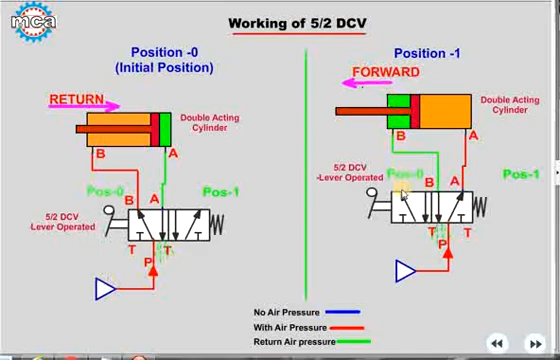 mca
Working of 5/2 DCV
Position -0
(Initial Position)
RETURN
Double Acting
Cylinder
B
A
Pos-0
Pos-1
B
A
5/2 DCV
-Lever Operated
T
T
P
Position -1
FORWARD
Double Acting
Cylinder
B
A
5/2 DCV
-Lever Operated
Pos-0
Pos-1
B
A
T
T
P
No Air Pressure
With Air Pressure
Return Air pressure